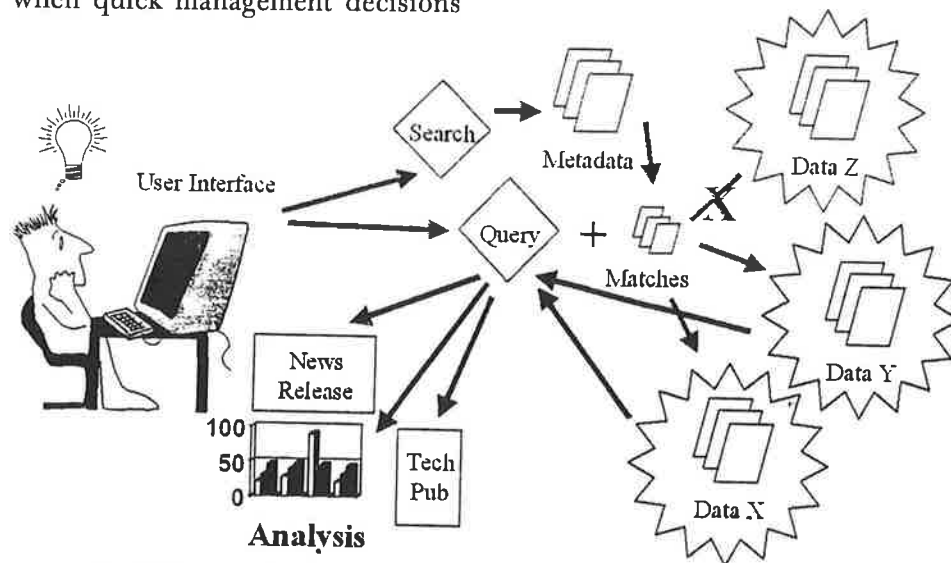 when quick management decisions
Search
Metadada
Data Z
User Interface
X
Query
+
Matches
Data Y
News
Release
100
50
0
Tech
Pub
Data X
Analysis